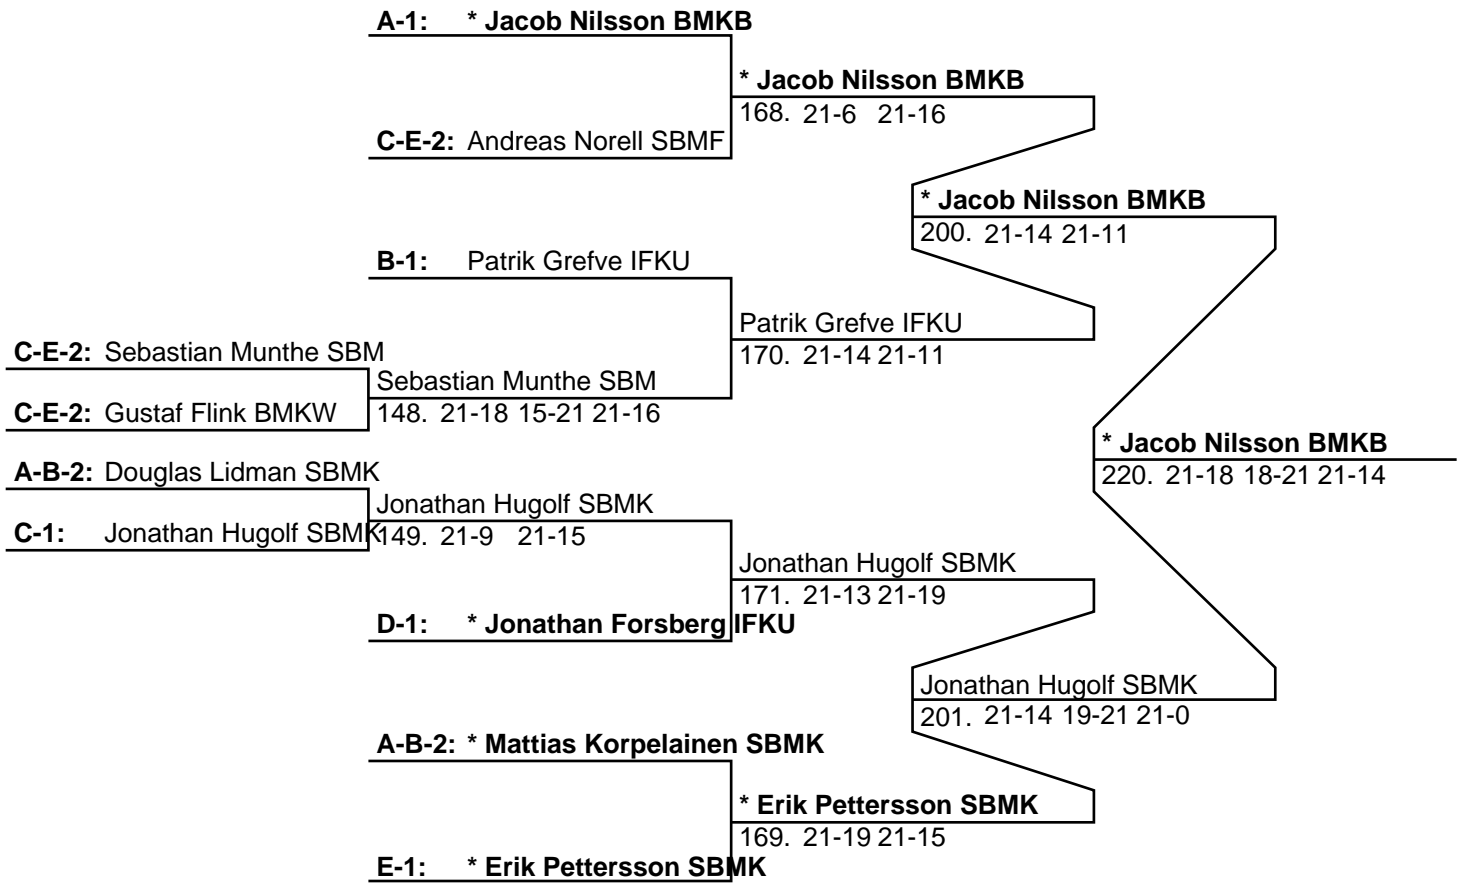 A-1: * Jacob Nilsson BMKB
* Jacob Nilsson BMKB
168. 21-6 21-16
C-E-2: Andreas Norell SBMF
* Jacob Nilsson BMKB
200. 21-14 21-11
B-1: Patrik Grefve IFKU
Patrik Grefve IFKU
170. 21-14 21-11
C-E-2: Sebastian Munthe SBM
Sebastian Munthe SBM
148. 21-18 15-21 21-16
C-E-2: Gustaf Flink BMKW
* Jacob Nilsson BMKB
220. 21-18 18-21 21-14
A-B-2: Douglas Lidman SBMK
Jonathan Hugolf SBMK
149. 21-9 21-15
C-1: Jonathan Hugolf SBMK
Jonathan Hugolf SBMK
171. 21-13 21-19
D-1: * Jonathan Forsberg IFKU
Jonathan Hugolf SBMK
201. 21-14 19-21 21-0
A-B-2: * Mattias Korpelainen SBMK
* Erik Pettersson SBMK
169. 21-19 21-15
E-1: * Erik Pettersson SBMK